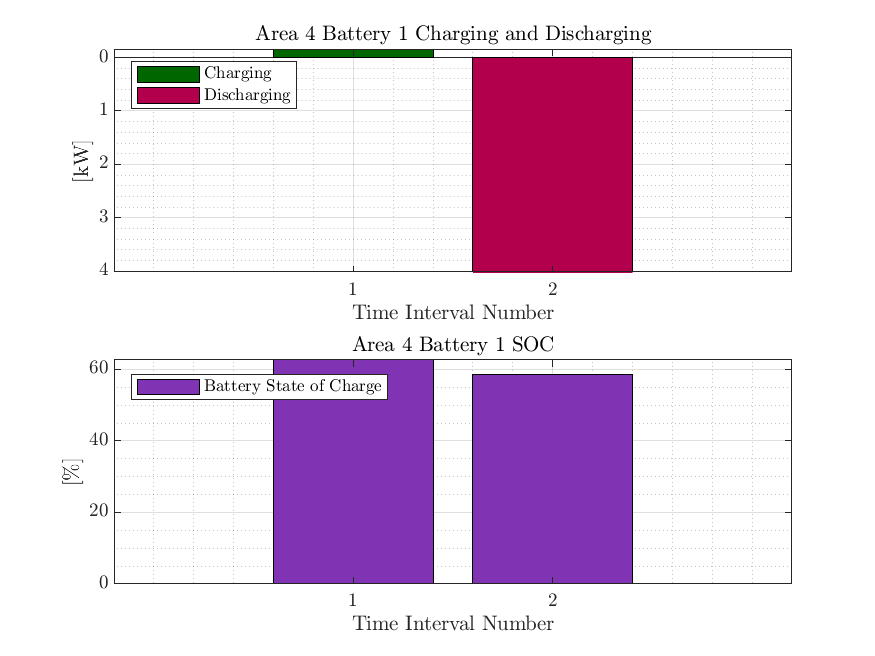 Area 4 Battery 1 Charging and Discharging
0
Charging
Discharging
1
2
3
4
[kW]
1
2
Time Interval Number
Area 4 Battery 1 SOC
60
Battery State of Charge
40
20
0
[%]
1
2
Time Interval Number